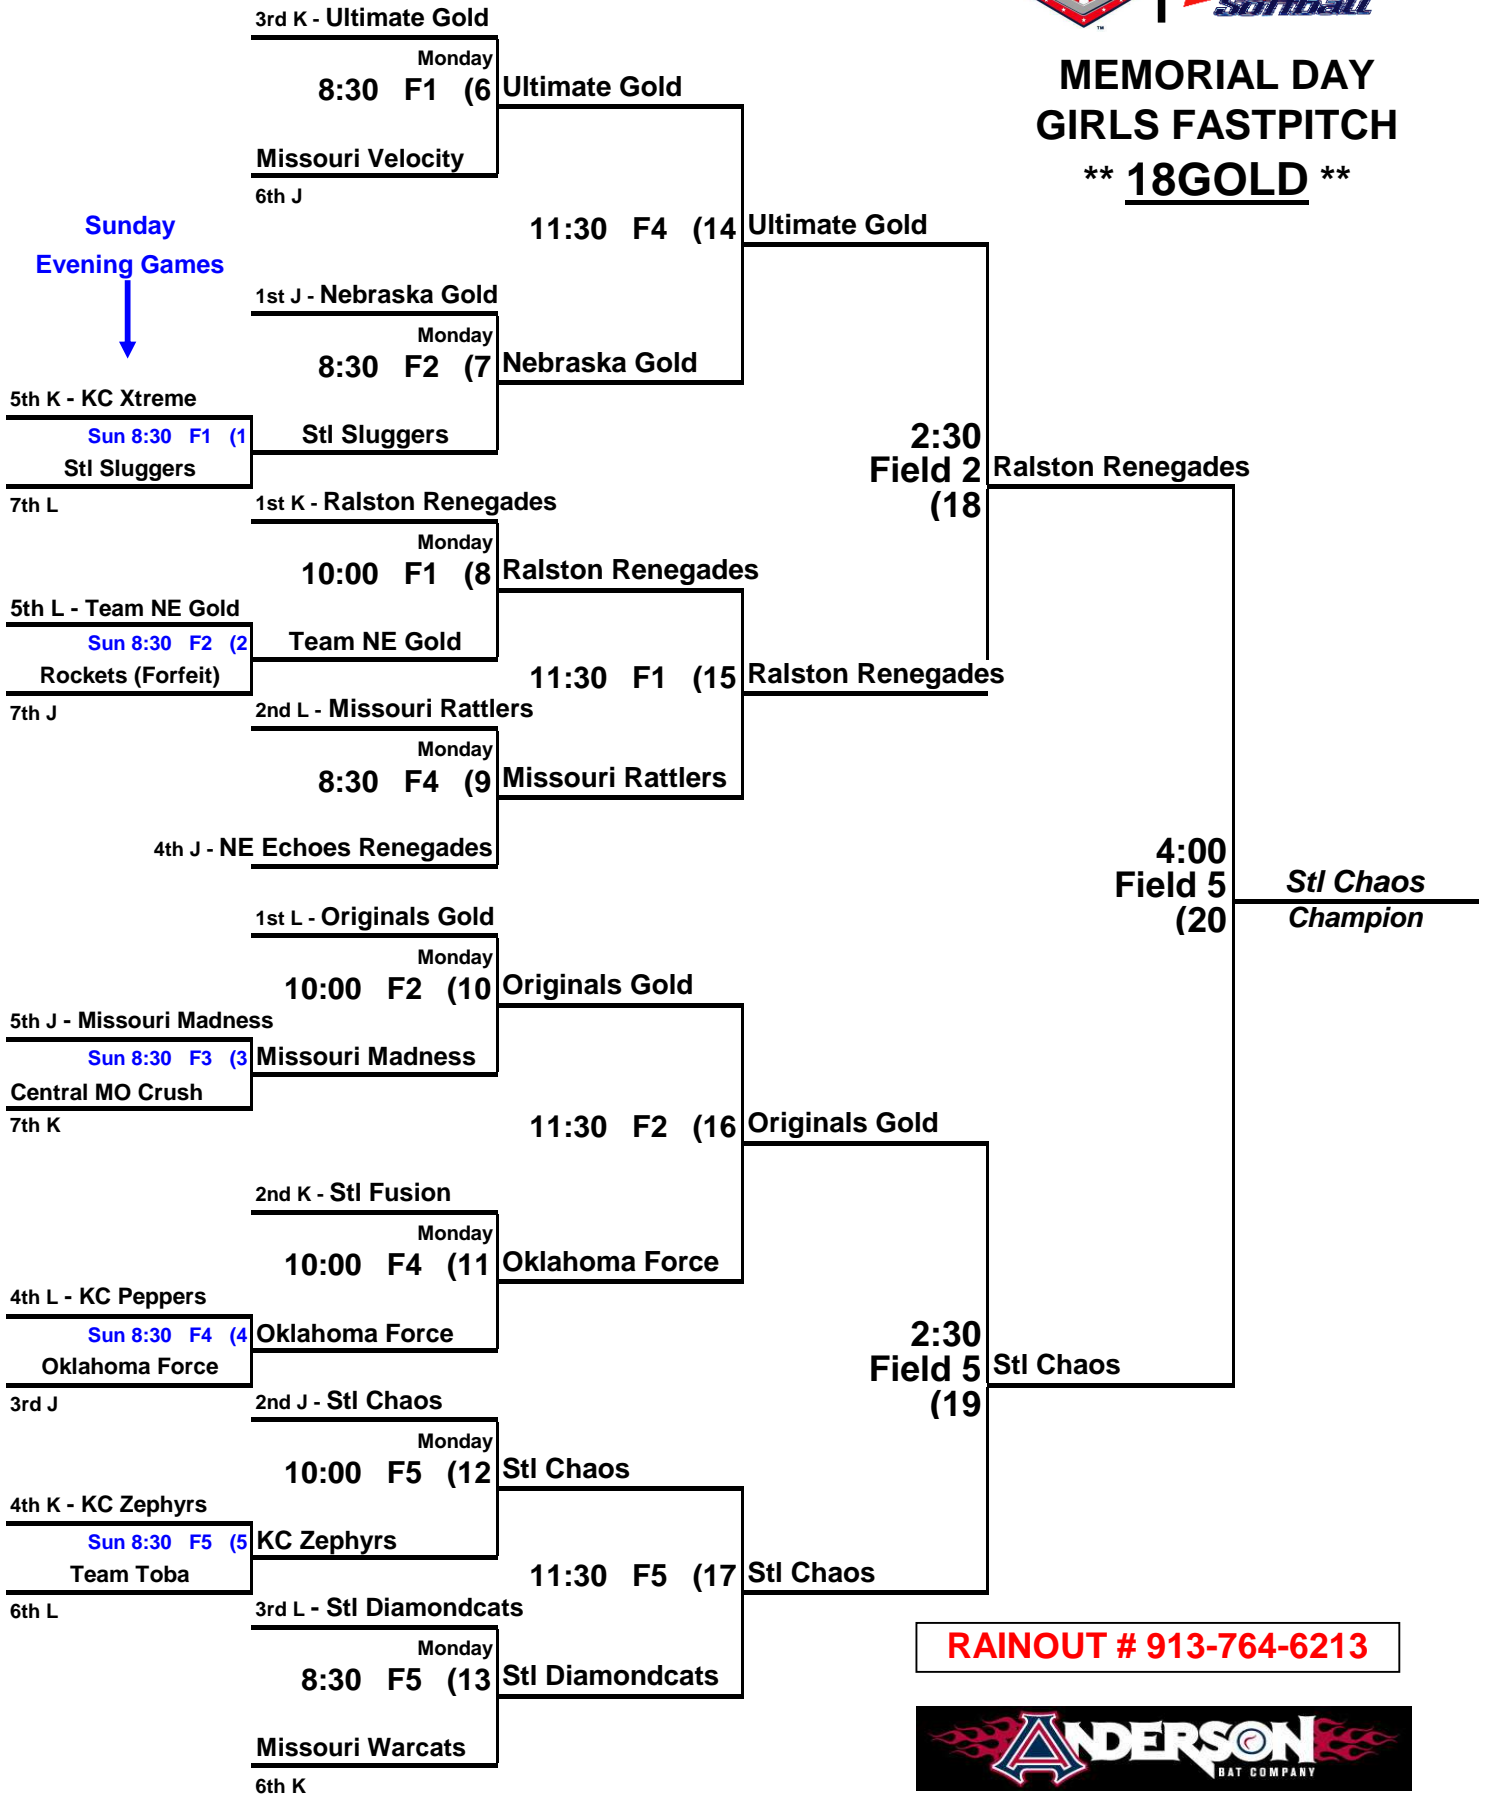 3rd K - Ultimate Gold
Softball
TM
MEMORIAL DAY
GIRLS FASTPITCH
** 18GOLD **
Monday
8:30 F1 (6
Ultimate Gold
Missouri Velocity
6th J
Sunday
Evening Games
11:30 F4 (14
Ultimate Gold
1st J - Nebraska Gold
Monday
8:30 F2 (7
Nebraska Gold
5th K - KC Xtreme
Sun 8:30 F1 (1
Stl Sluggers
Stl Sluggers
7th L
2:30
Field 2
(18
Ralston Renegades
1st K - Ralston Renegades
Monday
10:00 F1 (8
Ralston Renegades
5th L - Team NE Gold
Sun 8:30 F2 (2
Team NE Gold
Rockets (Forfeit)
7th J
11:30 F1 (15
Ralston Renegades
2nd L - Missouri Rattlers
Monday
8:30 F4 (9
Missouri Rattlers
4th J - NE Echoes Renegades
4:00
Field 5
(20
Stl Chaos
Champion
1st L - Originals Gold
Monday
10:00 F2 (10
Originals Gold
5th J - Missouri Madness
Sun 8:30 F3 (3
Missouri Madness
Central MO Crush
7th K
11:30 F2 (16
Originals Gold
2nd K - Stl Fusion
Monday
10:00 F4 (11
Oklahoma Force
4th L - KC Peppers
Sun 8:30 F4 (4
Oklahoma Force
Oklahoma Force
3rd J
2:30
Field 5
(19
Stl Chaos
2nd J - Stl Chaos
Monday
10:00 F5 (12
Stl Chaos
4th K - KC Zephyrs
Sun 8:30 F5 (5
KC Zephyrs
Team Toba
6th L
11:30 F5 (17
Stl Chaos
3rd L - Stl Diamondcats
Monday
8:30 F5 (13
Stl Diamondcats
Missouri Warcats
6th K
RAINOUT # 913-764-6213
ANDERSON
BAT COMPANY